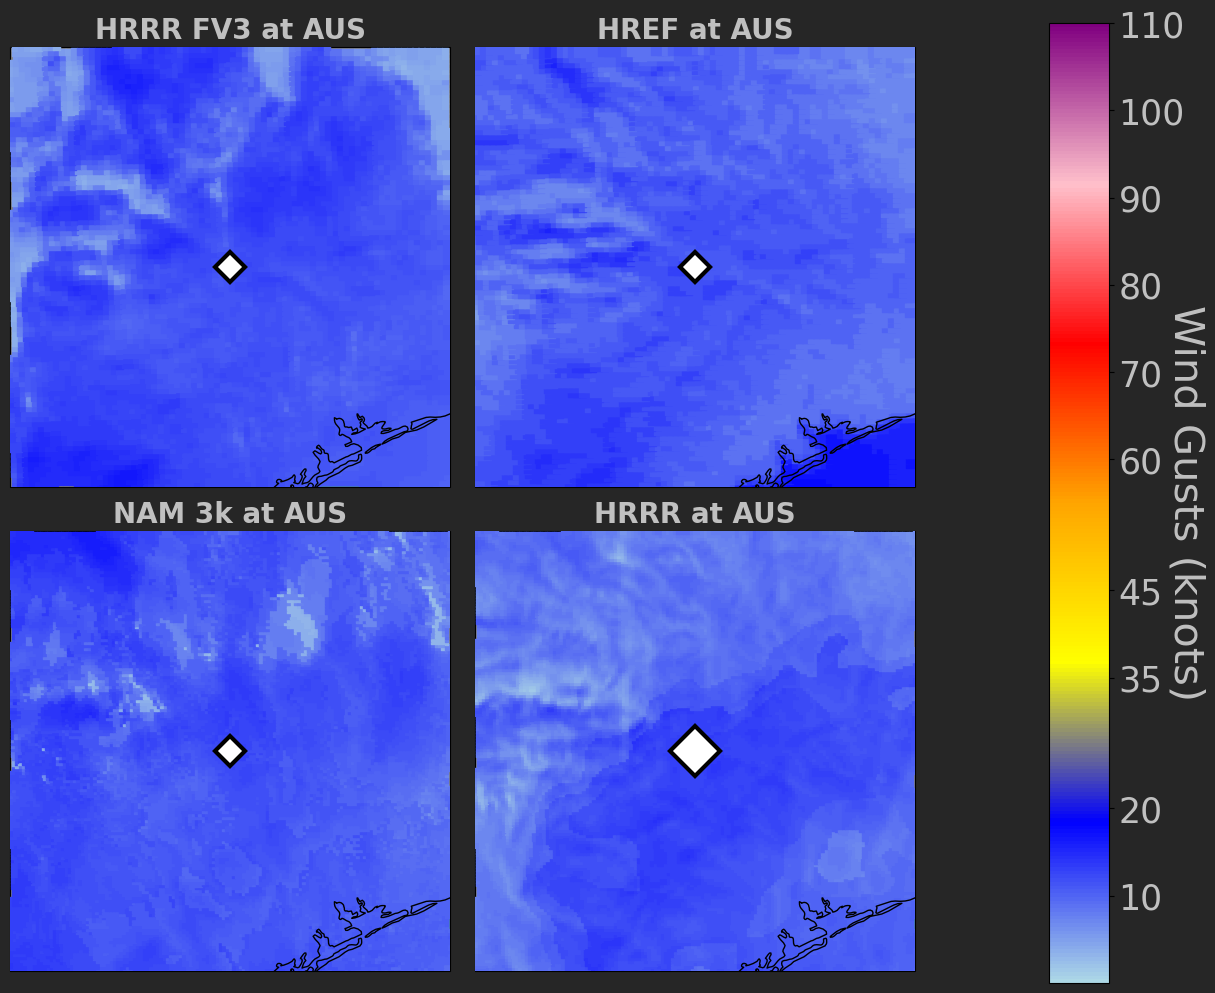 HRRR FV3 at AUS
HREF at AUS
NAM 3k at AUS
HRRR at AUS
110
100
90
80
70
60
45
35
20
10
Wind Gusts (knots)